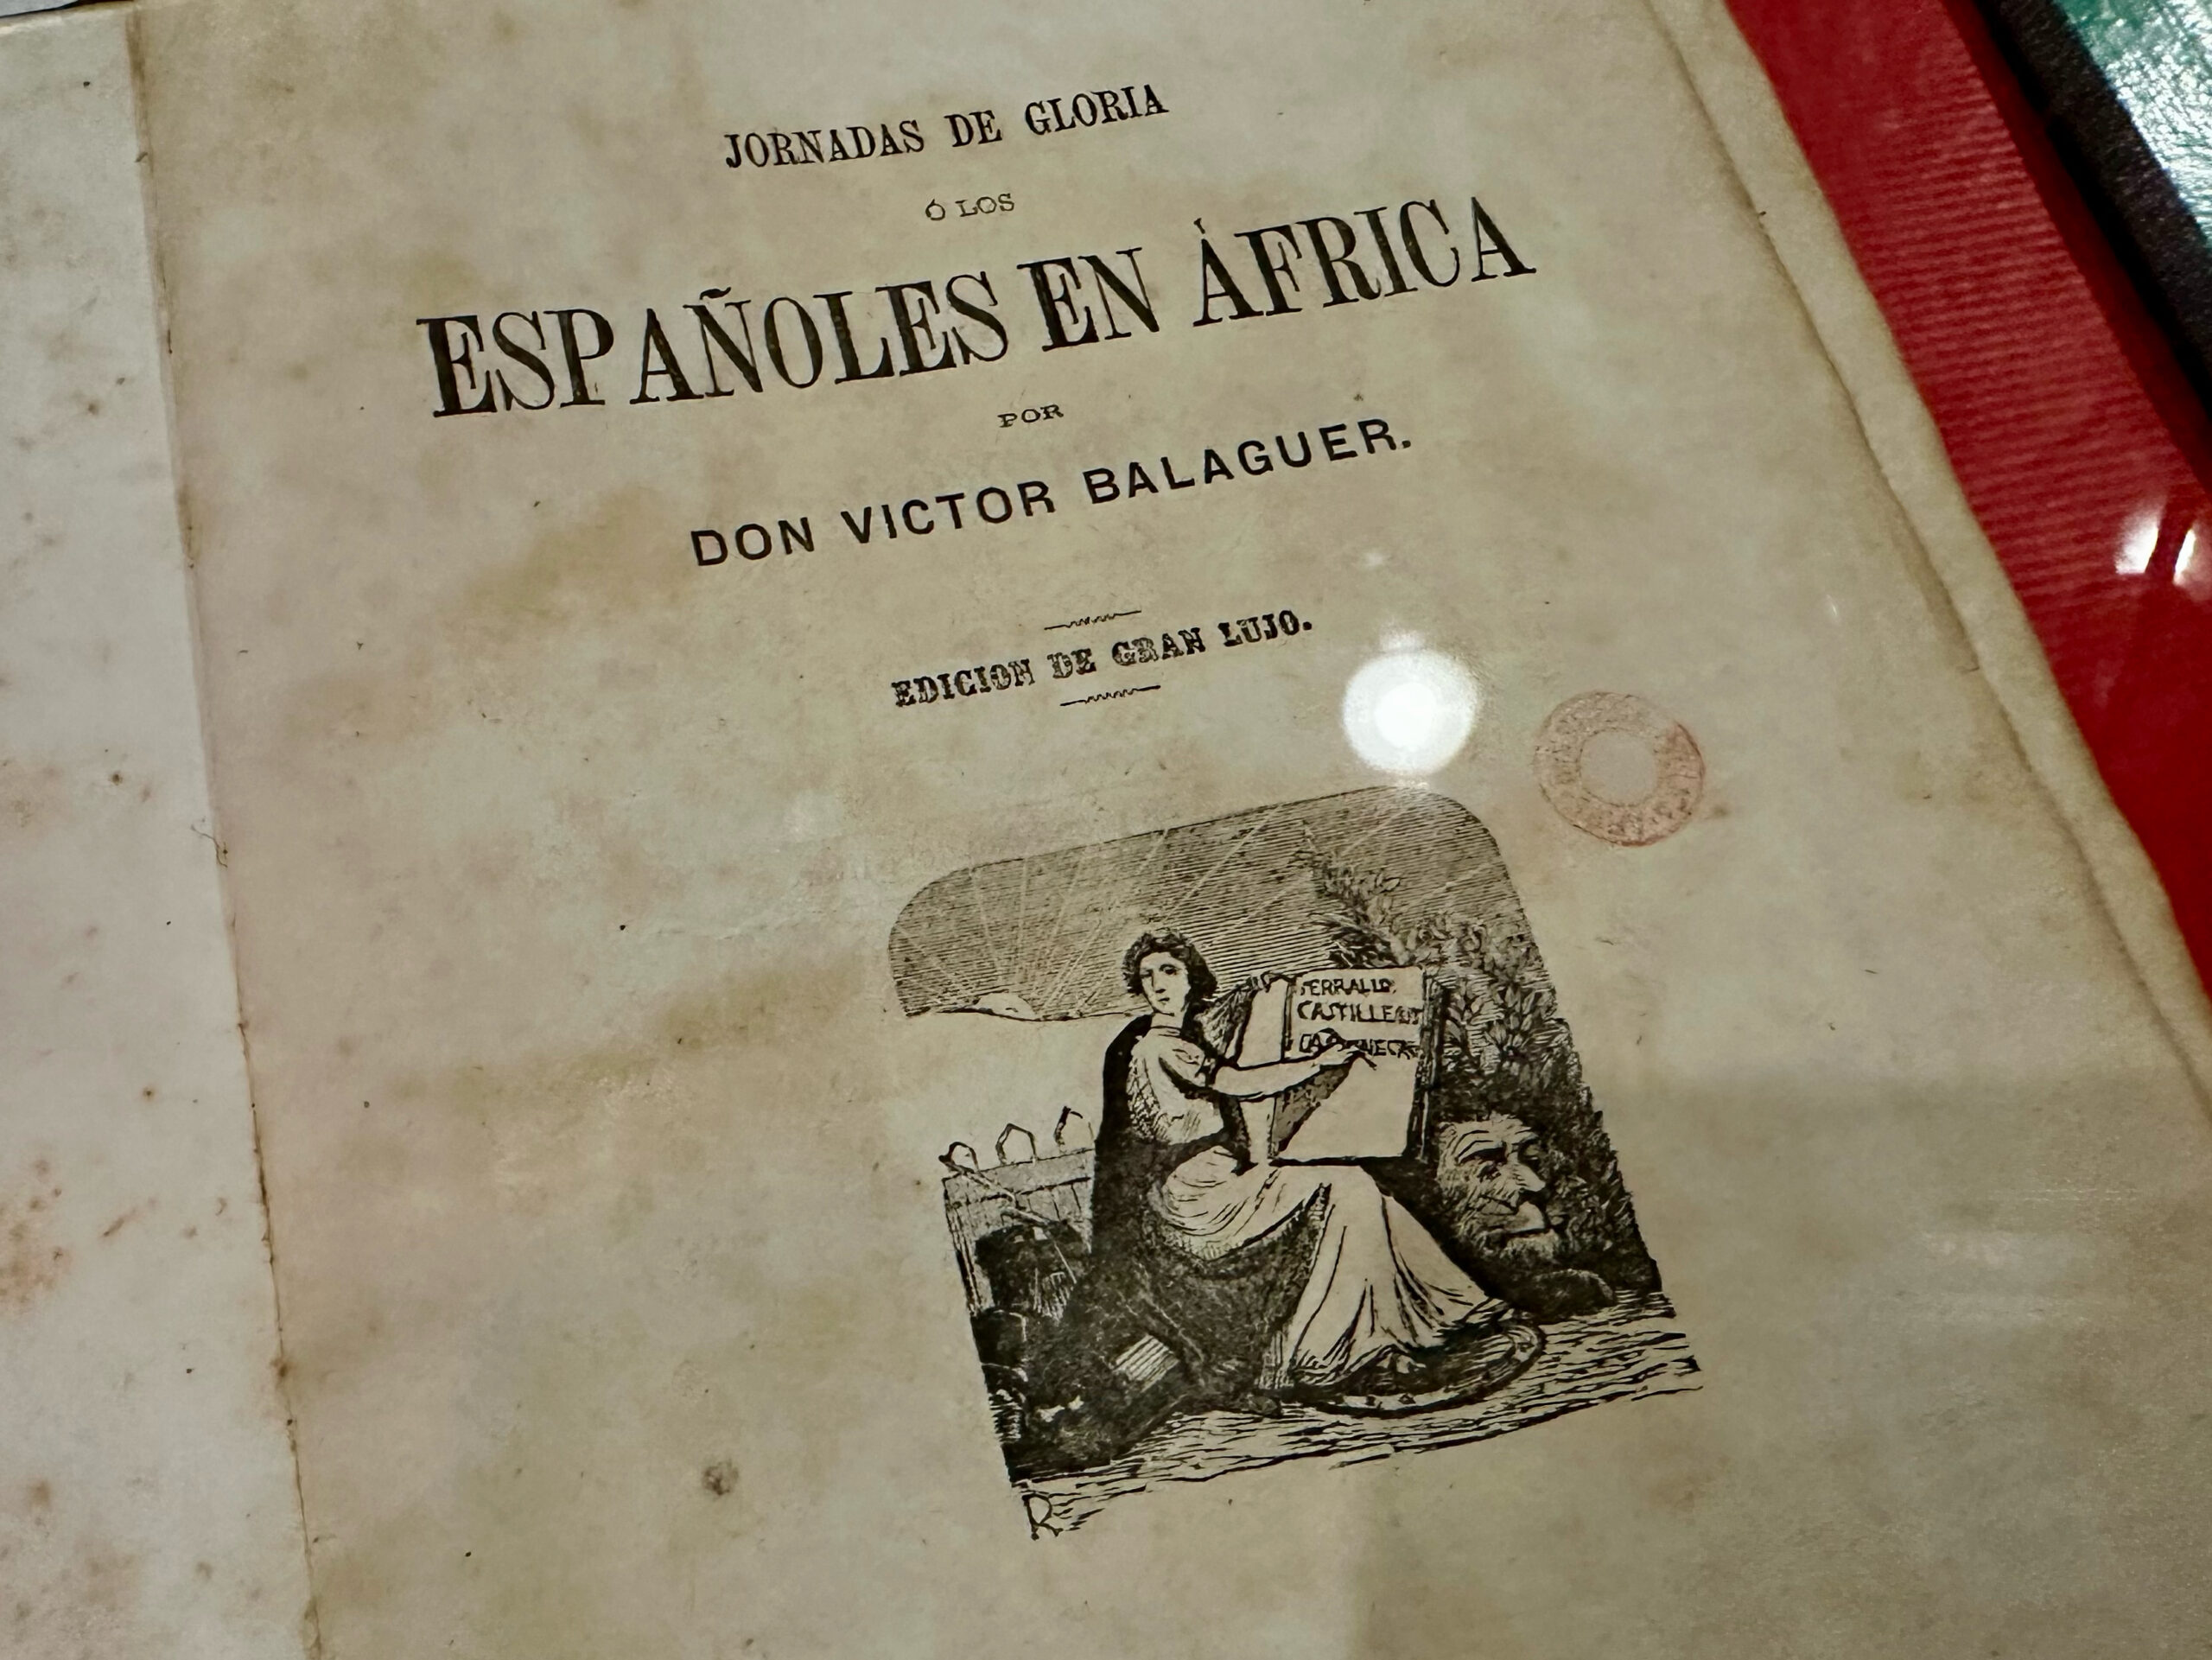 JORNADAS DE GLORIA
Ó LOS
ESPAÑOLES EN ÁFRICA
POR
DON VICTOR BALAGUER.
EDICION DE GRAN LUJO.
SERRALLO.
CASTILLEJOS
R